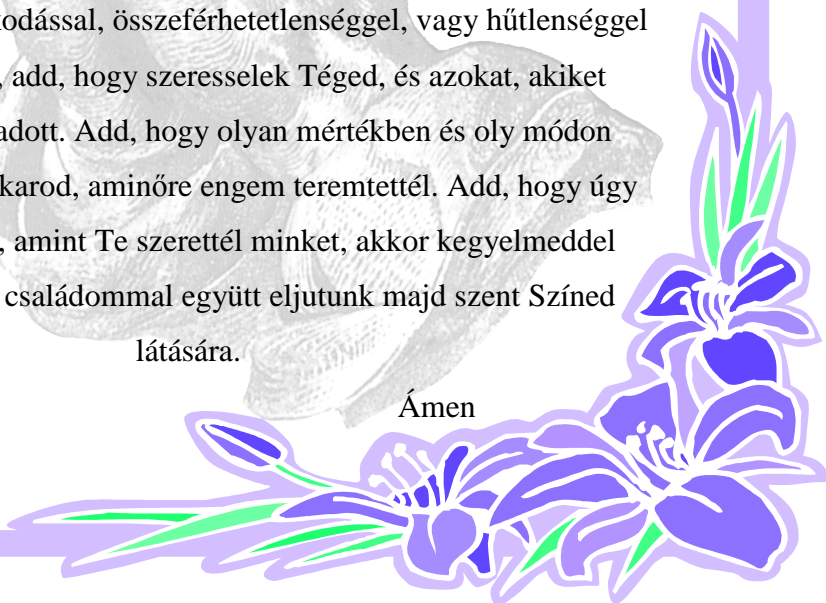 kodással, összeférhetetlenséggel, vagy hűtlenséggel
, add, hogy szeresselek Téged, és azokat, akiket
adott. Add, hogy olyan mértékben és oly módon
karod, aminőre engem teremtettél. Add, hogy úgy
, amint Te szerettél minket, akkor kegyelmeddel
családommal együtt eljutunk majd szent Színed
látására.
Ámen